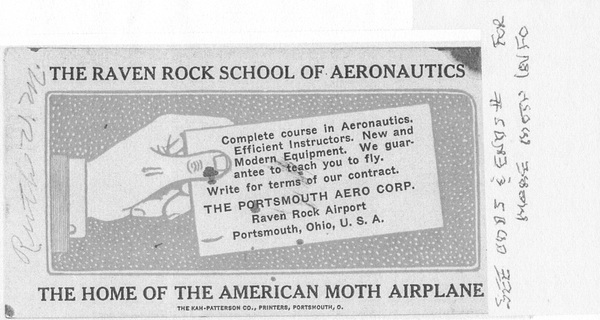 THE RAVEN ROCK SCHOOL OF AERONAUTICS
Complete course in Aeronautics.
Efficient Instructors. New and
Modern Equipment. We guar-
antee to teach you to fly.
Write for terms of our contract.
THE PORTSMOUTH AERO CORP.
Raven Rock Airport
Portsmouth, Ohio, U. S. A.
THE HOME OF THE AMERICAN MOTH AIRPLANE
THE KAH-PATTERSON CO., PRINTERS, PORTSMOUTH, O.